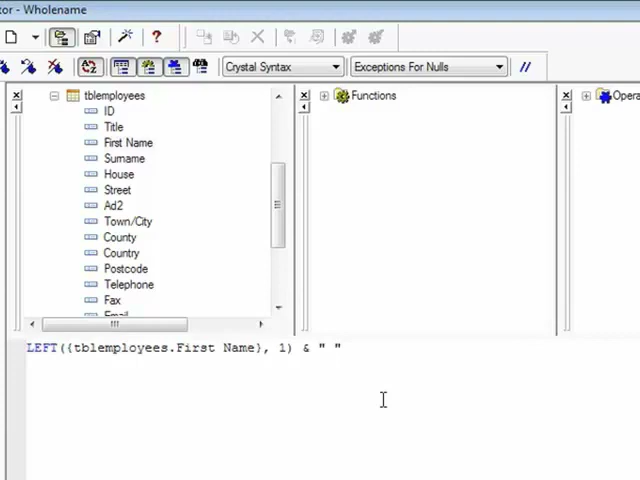 tor - Wholename
Crystal Syntax
Exceptions For Nulls
//
tblemployees
ID
Title
First Name
Surname
House
Street
Ad2
Town/City
County
Country
Postcode
Telephone
Fax
Email
Functions
Opera
LEFT({tblemployees.First Name}, 1) & " "